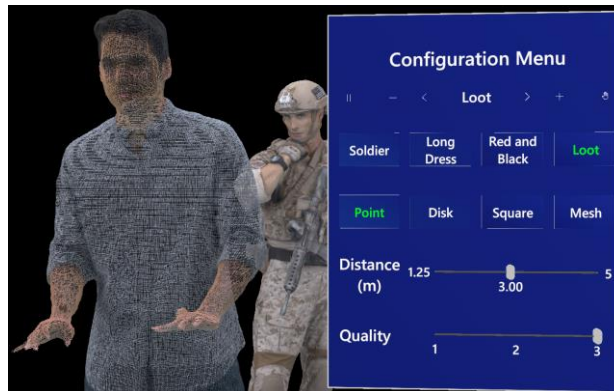 Configuration Menu
Loot
Soldier
Long
Dress
Red and
Black
Loot
Point
Disk
Square
Mesh
Distance
(m)
1.25
5
3.00
Quality
1
2
3